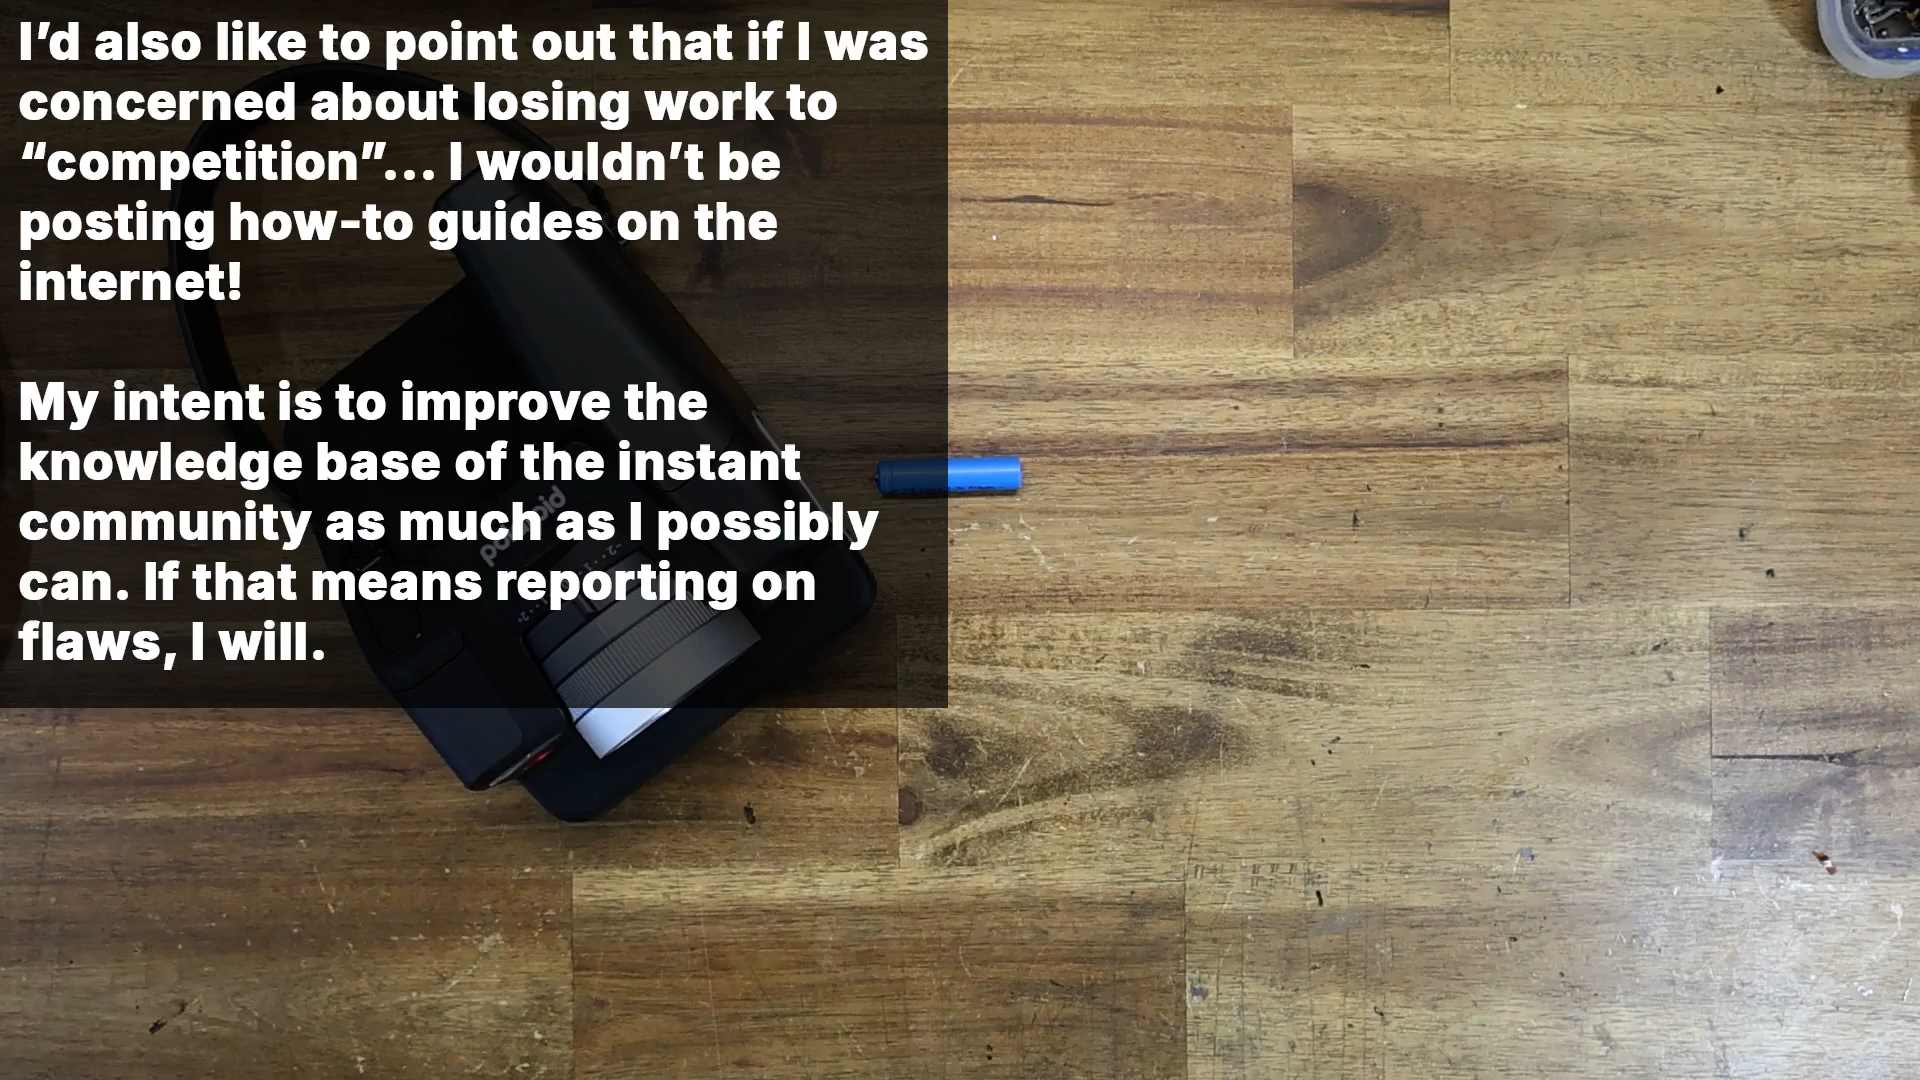 I’d also like to point out that if I was
concerned about losing work to
“competition”... I wouldn’t be
posting how-to guides on the
internet!
My intent is to improve the
knowledge base of the instant
community as much as I possibly
can. If that means reporting on
flaws, I will.